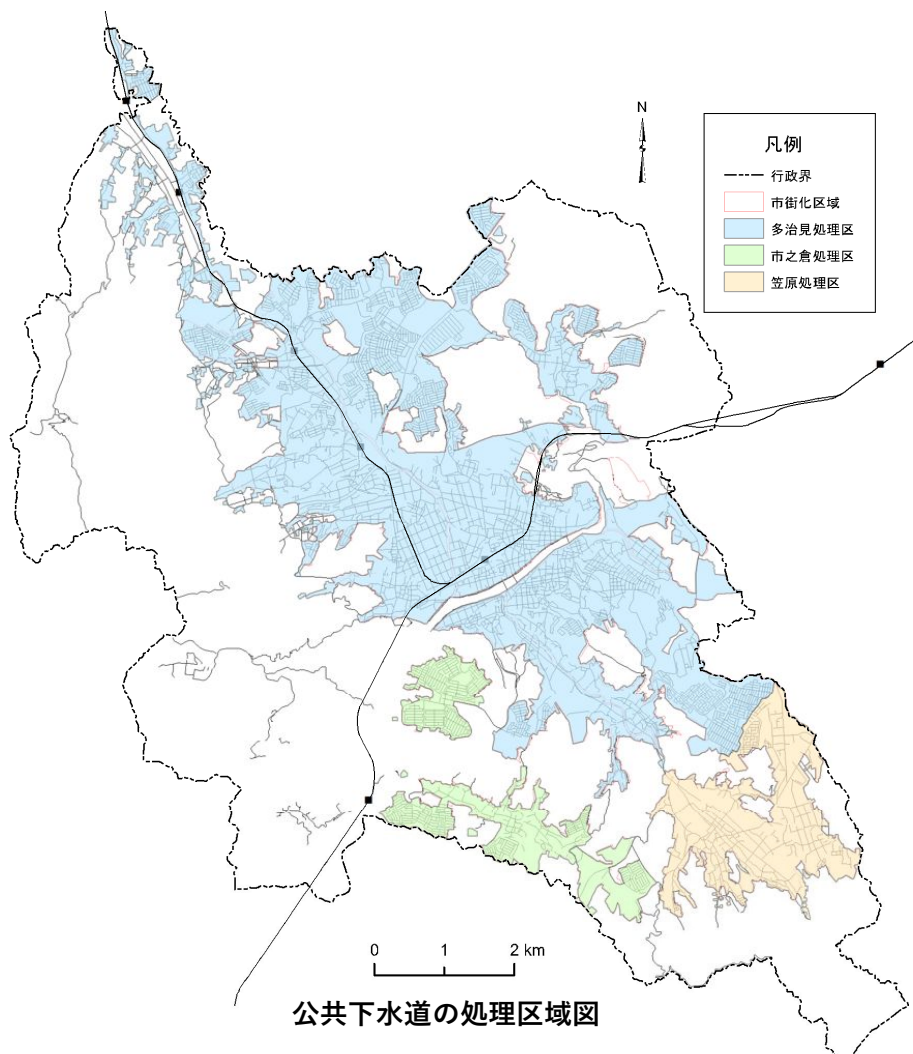 N
凡例
行政界
市街化区域
多治見処理区
市之倉処理区
笠原処理区
0 1 2 km
公共下水道の処理区域図